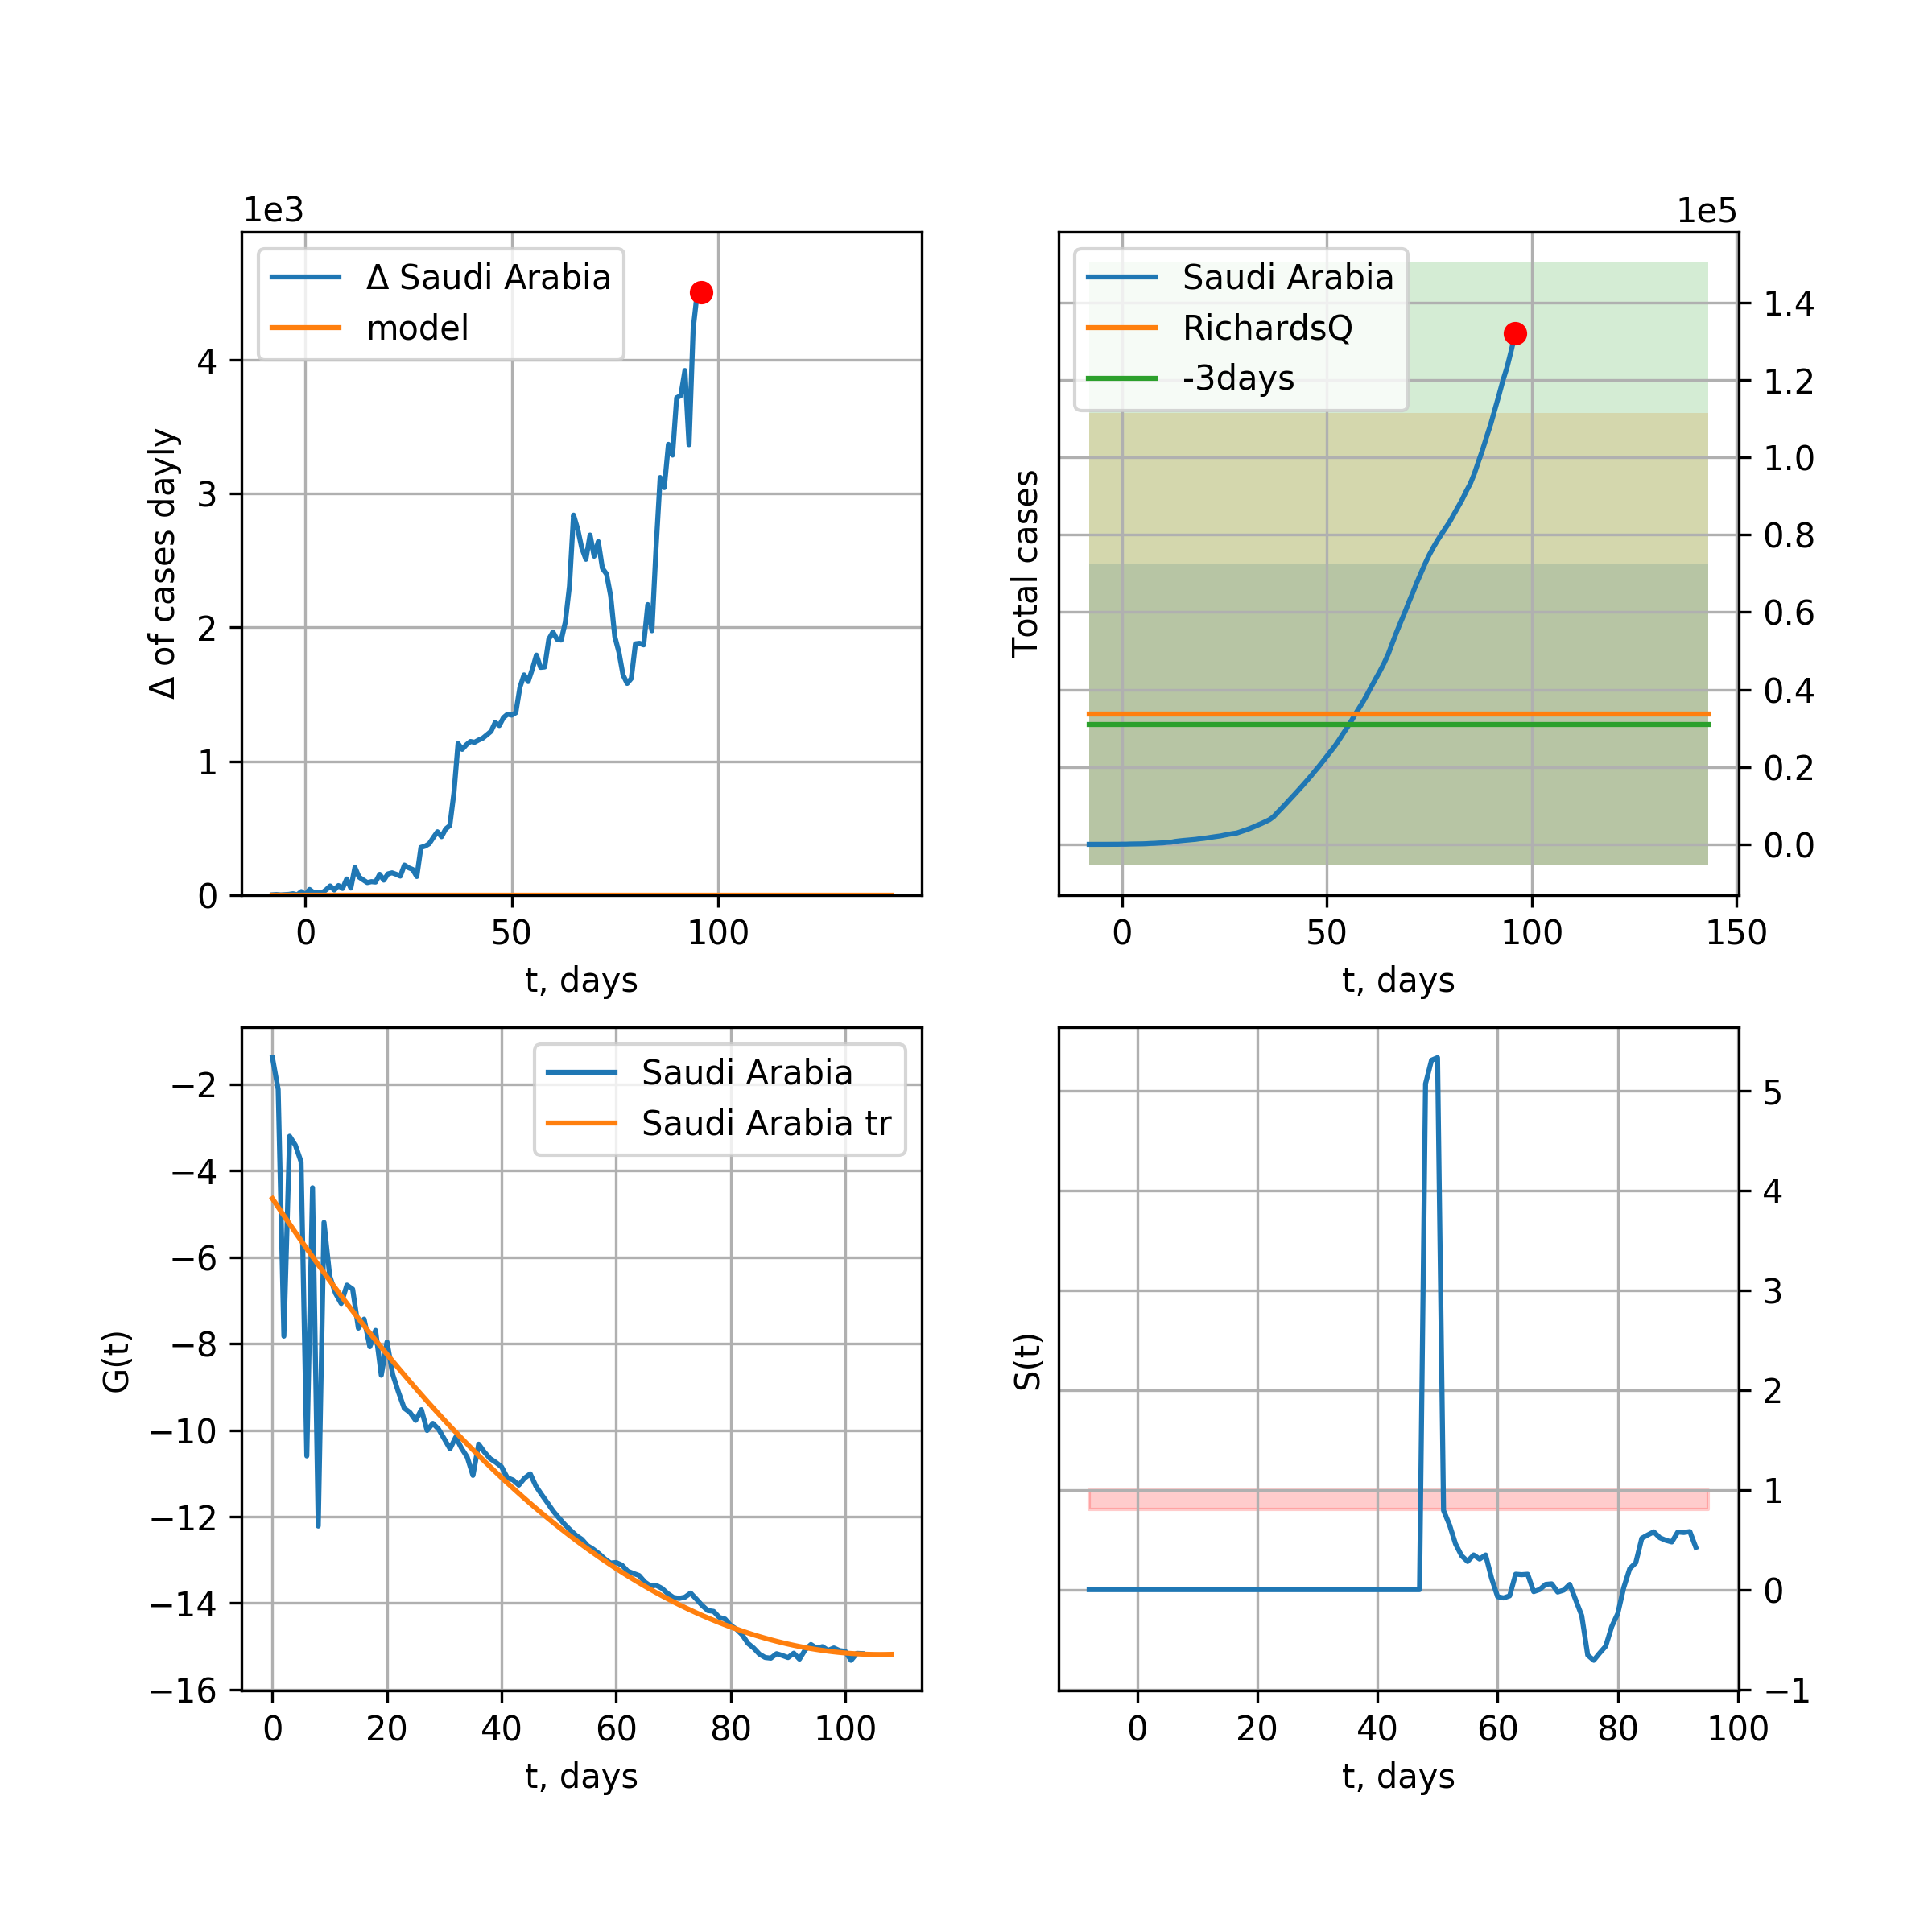 1e3
Δ Saudi Arabia
model
4
3
2
1
0
Δ of cases dayly
0 50 100
t, days
1e5
Saudi Arabia
RichardsQ
-3days
1.4
1.2
1.0
0.8
0.6
0.4
0.2
0.0
Total cases
0 50 100 150
t, days
Saudi Arabia
Saudi Arabia tr
−2
−4
−6
−8
−10
−12
−14
−16
G(t)
0 20 40 60 80 100
t, days
5
4
3
2
1
0
−1
S(t)
0 20 40 60 80 100
t, days